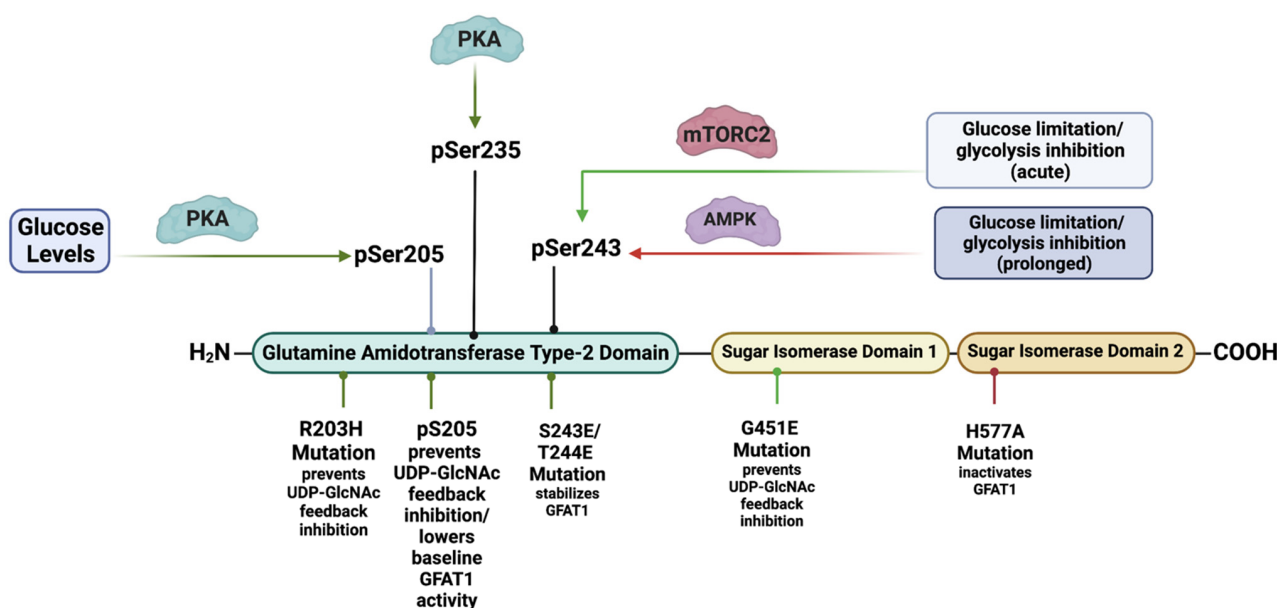 PKA
pSer235
mTORC2
Glucose limitation/
glycolysis inhibition
(acute)
Glucose
Levels
PKA
pSer205
pSer243
AMPK
Glucose limitation/
glycolysis inhibition
(prolonged)
H₂N
Glutamine Amidotransferase Type-2 Domain
Sugar Isomerase Domain 1
Sugar Isomerase Domain 2
COOH
R203H
Mutation
prevents
UDP-GlcNAc
feedback
inhibition
pS205
prevents
UDP-GlcNAc
feedback
inhibition/
lowers
baseline
GFAT1
activity
S243E/
T244E
Mutation
stabilizes
GFAT1
G451E
Mutation
prevents
UDP-GlcNAc
feedback
inhibition
H577A
Mutation
inactivates
GFAT1